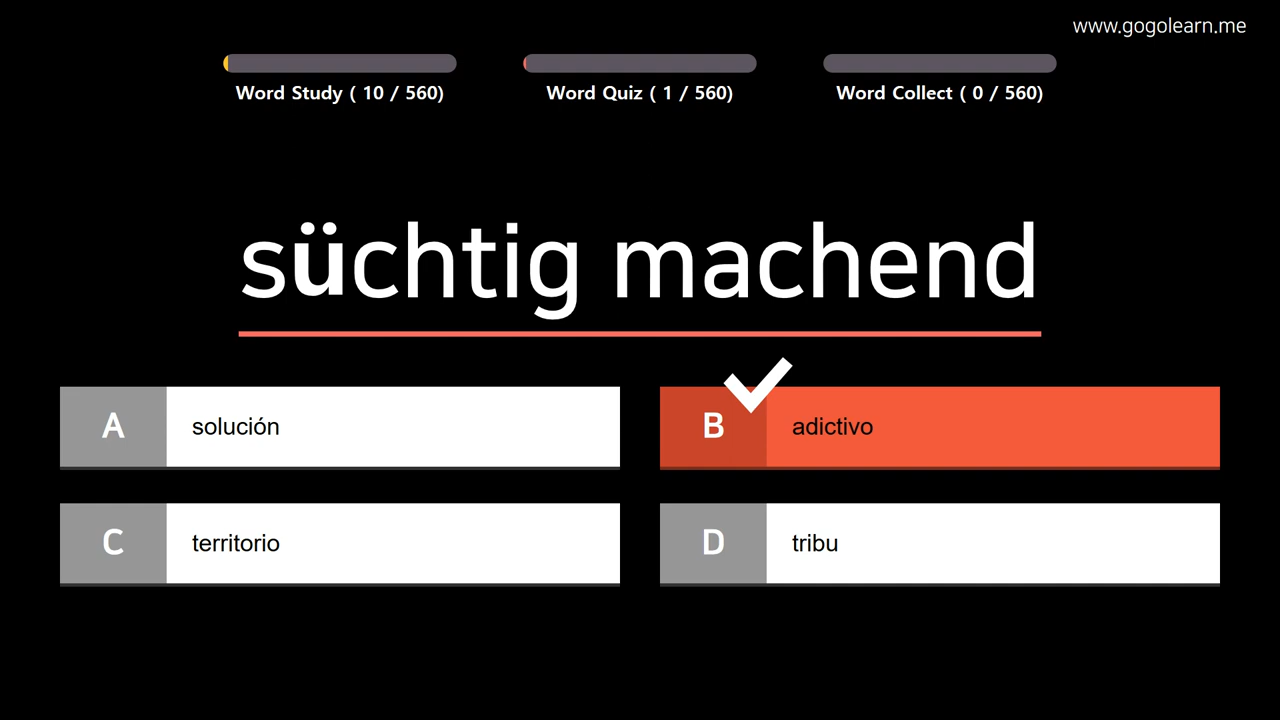 www.gogolearn.me
Word Study ( 10 / 560)
Word Quiz ( 1 / 560)
Word Collect ( 0 / 560)
süchtig machend
A solución
B adictivo
C territorio
D tribu